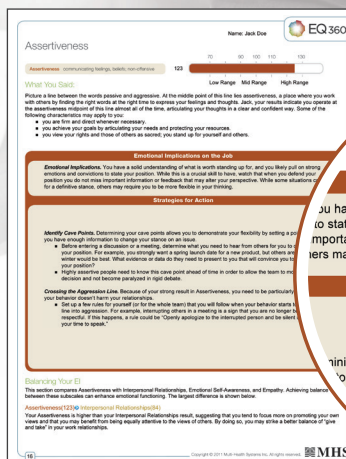 Name: Jack Doe
EQ360
Assertiveness
70 90 100 110 130
Assertiveness communicating feelings, beliefs; non-offensive 123
Low Range Mid Range High Range
What You Said:
Picture a line between the words passive and aggressive. At the middle point of this line lies assertiveness, a place where you work
with others by finding the right words at the right time to express your feelings and thoughts. Jack, your results indicate you operate at
the assertiveness midpoint of this line almost all of the time, articulating your thoughts in a clear and confident way. Some of the
following characteristics may apply to you:
■ you are firm and direct whenever necessary.
■ you achieve your goals by articulating your needs and protecting your resources.
■ you view your rights and those of others as sacred; you stand up for yourself and others.
Emotional Implications on the Job
Emotional Implications. You have a solid understanding of what is worth standing up for, and you likely pull on strong
emotions and convictions to state your position. While this is a crucial skill to have, watch that when you defend your
position you do not miss important information or feedback that may alter your perspective. While some situations
for a definitive stance, others may require you to be more flexible in your thinking.
Strategies for Action
Identify Cave Points. Determining your cave points allows you to demonstrate your flexibility by setting a
you have enough information to change your stance on an issue.
■ Before entering a discussion or a meeting, determine what you need to hear from others for you to
your position. For example, you strongly want a spring launch date for a new product, but others are
winter would be best. What evidence or data do they need to present to you that will convince you to
your position?
■ Highly assertive people need to know this cave point ahead of time in order to allow the team to
decision and not become paralyzed in rigid debate.
Crossing the Aggression Line. Because of your strong result in Assertiveness, you need to be particularly
your behavior doesn't harm your relationships.
■ Set up a few rules for yourself (or for the whole team) that you will follow when your behavior starts
line into aggression. For example, interrupting others in a meeting is a sign that you are no longer
respectful. If this happens, a rule could be "Openly apologize to the interrupted person and be silent
your time to speak."
Balancing Your EI
This section compares Assertiveness with Interpersonal Relationships, Emotional Self-Awareness, and Empathy. Achieving balance
between these subscales can enhance emotional functioning. The largest difference is shown below.
Assertiveness(123) Interpersonal Relationships(84)
Your Assertiveness is higher than your Interpersonal Relationships result, suggesting that you tend to focus more on promoting your own
views and that you may benefit from being equally attentive to the views of others. By doing so, you may strike a better balance of "give
and take" in your work relationships.
16
Copyright © 2011 Multi-Health Systems Inc. All rights reserved.
MHS